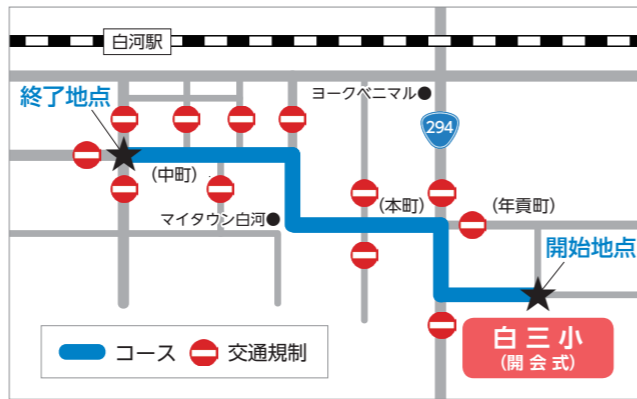 白河駅
終了地点
ヨークベニマル
294
(中町)
マイタウン白河
(本町)
(年貢町)
開始地点
コース
交通規制
白三小
(開会式)